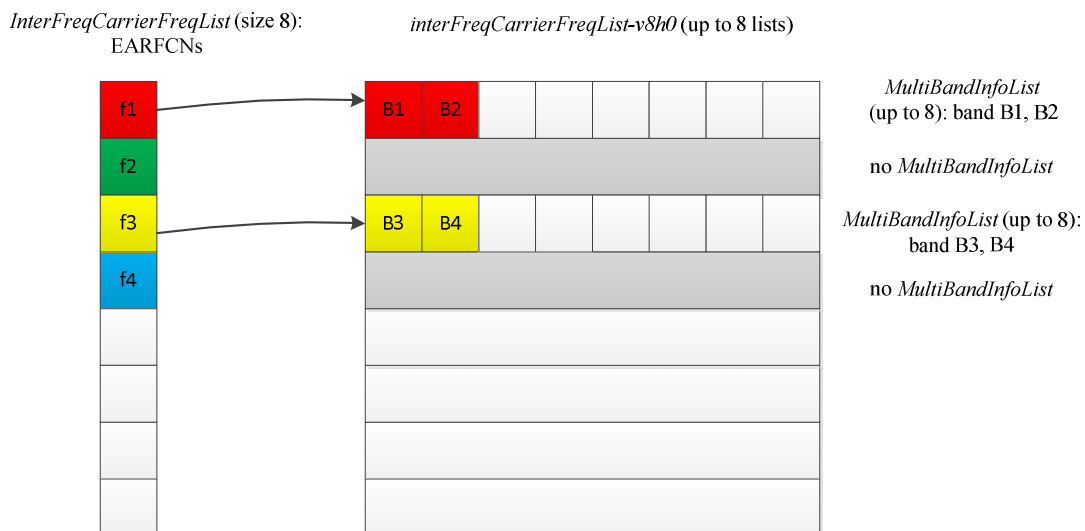 InterFreqCarrierFreqList (size 8):
EARFCNs
interFreqCarrierFreqList-v8h0 (up to 8 lists)
f1
B1 B2
MultiBandInfoList
(up to 8): band B1, B2
f2
no MultiBandInfoList
f3
B3 B4
MultiBandInfoList (up to 8):
band B3, B4
f4
no MultiBandInfoList